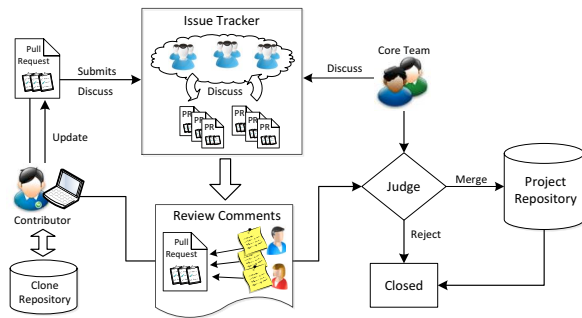 Issue Tracker
Pull
Request
Submits
Discuss
Discuss
PR
PR
PR
PR
PR
PR
Discuss
Core Team
Update
Contributor
Clone
Repository
Review Comments
Pull
Request
Judge
Merge
Project
Repository
Reject
Closed